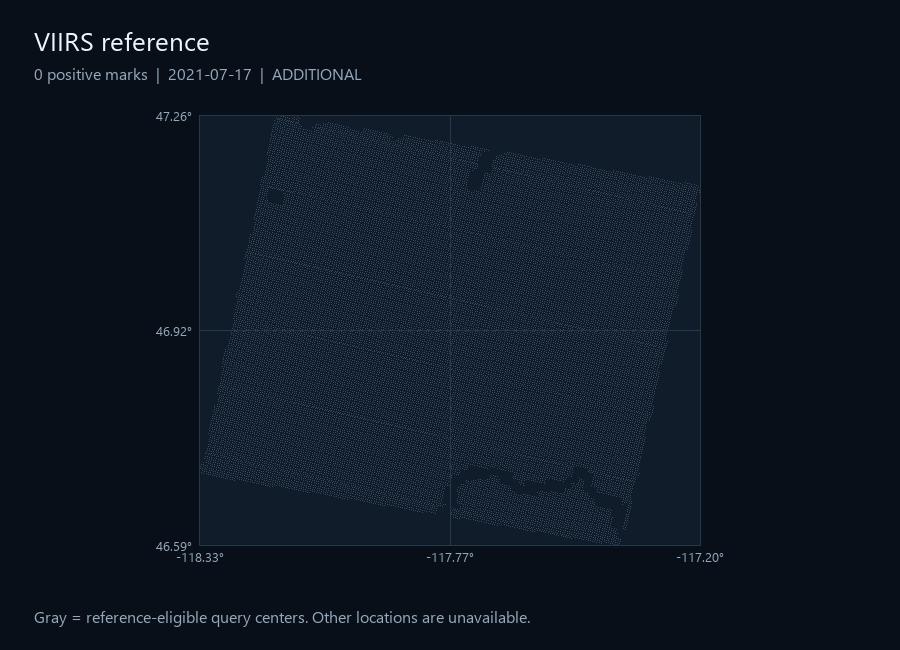 VIIRS reference
0 positive marks | 2021-07-17 | ADDITIONAL
47.26°
46.92°
46.59°
-118.33°
-117.77°
-117.20°
Gray = reference-eligible query centers. Other locations are unavailable.